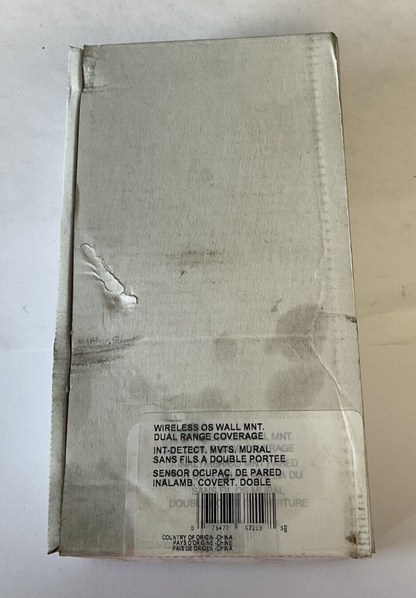 WIRELESS OS WALL MNT.
DUAL RANGE COVERAGE
INT-DETECT. MVTS. MURAL
SANS FILS A DOUBLE PORTEE
SENSOR OCUPAC. DE PARED
INALAMB. COVERT. DOBLE
COUNTRY OF ORIGIN -CHINA
PAYS D'ORIGINE -CHINE
PAIS DE ORIGEN -CHINA